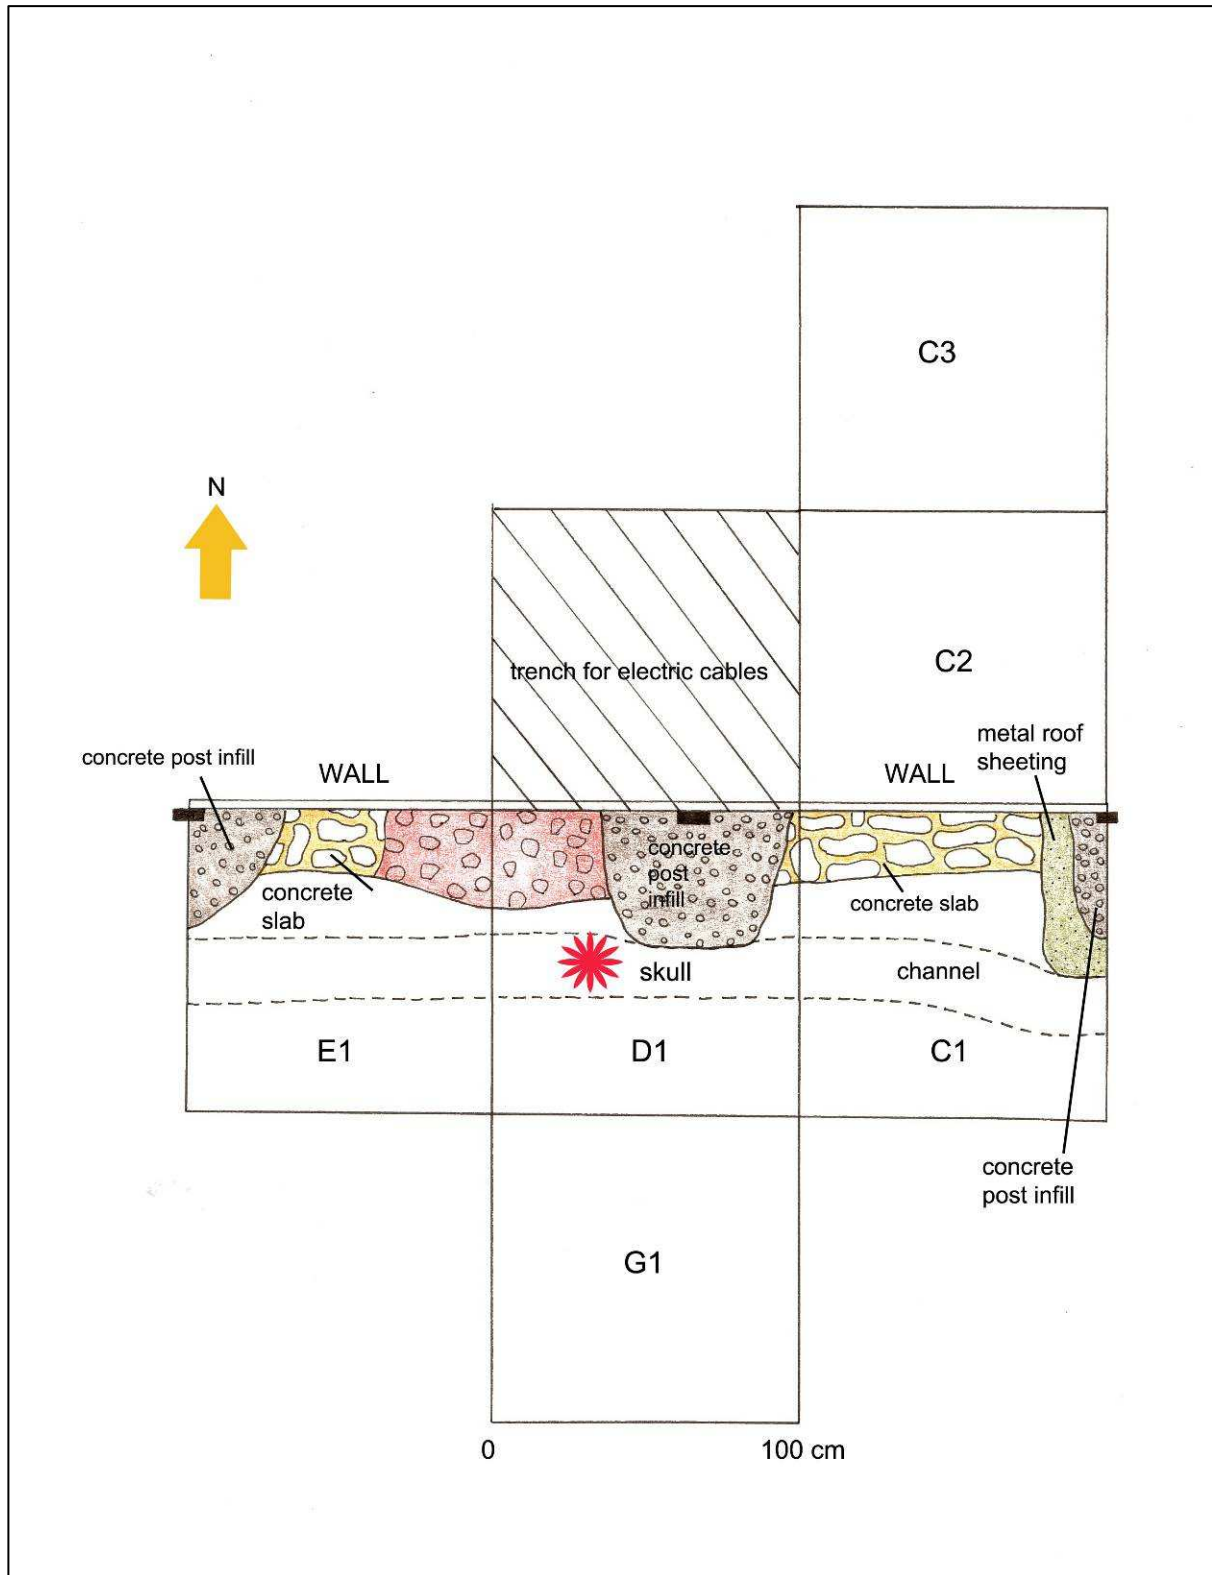 C3
N
trench for electric cables
C2
metal roof
sheeting
concrete post infill
WALL
WALL
concrete
post
infill
concrete
slab
concrete slab
skull
channel
E1
D1
C1
concrete
post infill
G1
0
100 cm